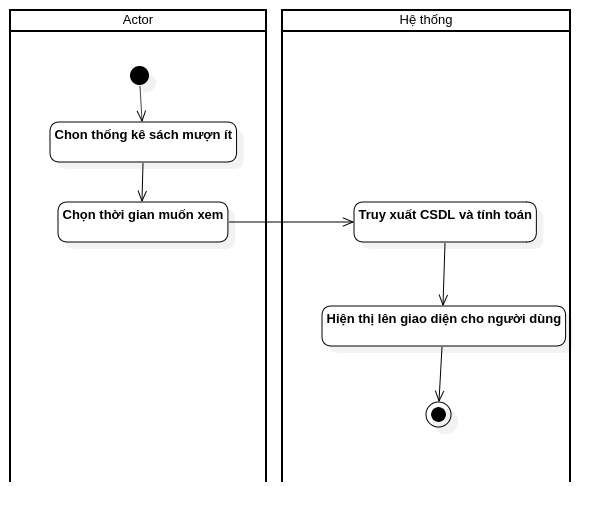 Actor
Hệ thống
Chon thống kê sách mượn ít
Chọn thời gian muốn xem
Truy xuất CSDL và tính toán
Hiện thị lên giao diện cho người dùng